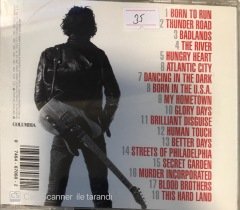 35
1 BORN TO RUN
2 THUNDER ROAD
3 BADLANDS
4 THE RIVER
5 HUNGRY HEART
6 ATLANTIC CITY
7 DANCING IN THE DARK
8 BORN IN THE U.S.A.
9 MY HOMETOWN
10 GLORY DAYS
11 BRILLIANT DISGUISE
12 HUMAN TOUCH
13 BETTER DAYS
14 STREETS OF PHILADELPHIA
15 SECRET GARDEN
16 MURDER INCORPORATED
17 BLOOD BROTHERS
18 THIS HARD LAND
COLUMBIA
scanner ile tarandı